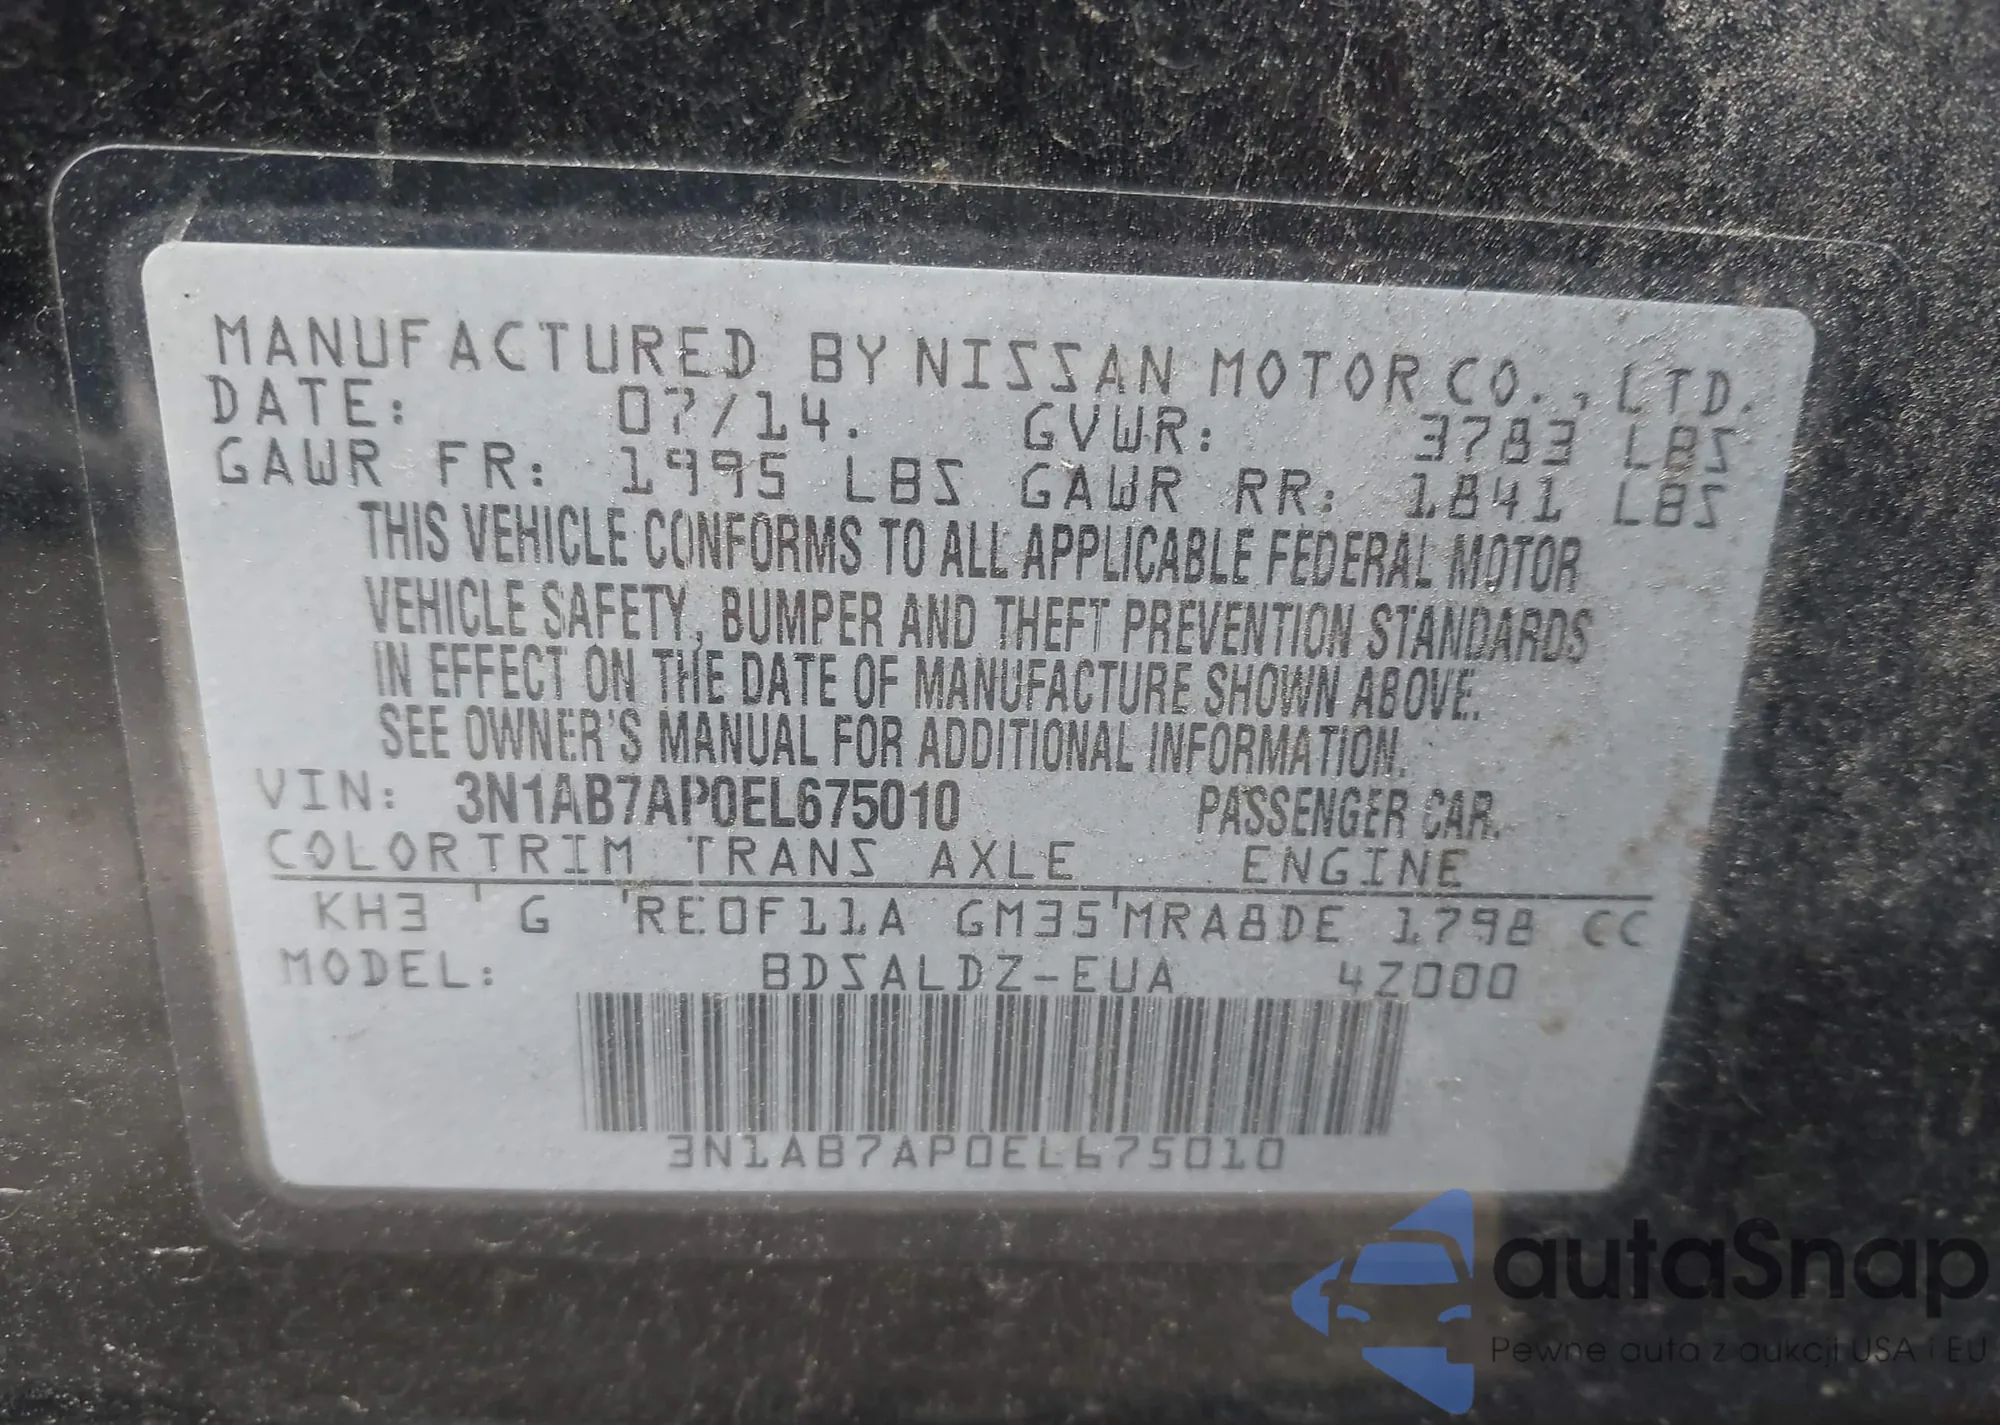 MANUFACTURED BY NISSAN MOTOR CO., LTD.
DATE: 07/14. GVWR: 3783 LBS
GAWR FR: 1995 LBS GAWR RR: 1841 LBS
THIS VEHICLE CONFORMS TO ALL APPLICABLE FEDERAL MOTOR
VEHICLE SAFETY, BUMPER AND THEFT PREVENTION STANDARDS
IN EFFECT ON THE DATE OF MANUFACTURE SHOWN ABOVE.
SEE OWNER'S MANUAL FOR ADDITIONAL INFORMATION.
VIN: 3N1AB7AP0EL675010 PASSENGER CAR.
COLOR TRIM TRANS AXLE ENGINE
KH3 G RE0F11A GM35 MRA8DE 1798 CC
MODEL: BDSALDZ-EUA 4Z000
3N1AB7AP0EL675010
autaSnap
Pewne auta z aukcji USA i EU